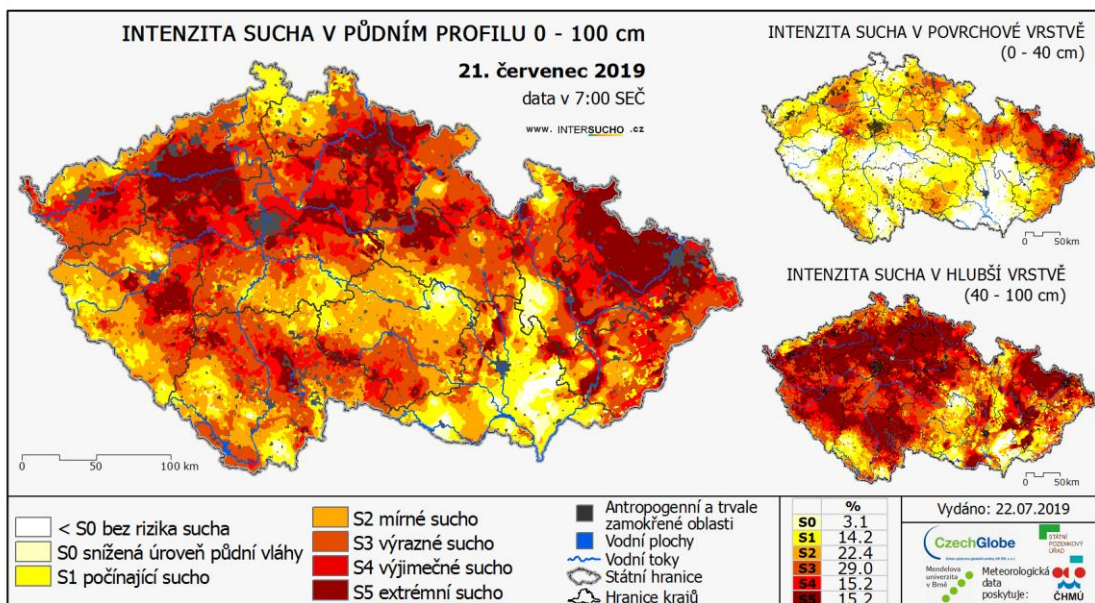 INTENZITA SUCHA V PŮDNÍM PROFILU 0 - 100 cm
21. červenec 2019
data v 7:00 SEČ
www. INTERSUCHO .cz
0 50 100 km
INTENZITA SUCHA V POVRCHOVÉ VRSTVĚ
(0 - 40 cm)
0 50km
INTENZITA SUCHA V HLUBŠÍ VRSTVĚ
(40 - 100 cm)
0 50km
< S0 bez rizika sucha
S0 snížená úroveň půdní vláhy
S1 počínající sucho
S2 mírné sucho
S3 výrazné sucho
S4 výjimečné sucho
S5 extrémní sucho
Antropogenní a trvale
zamokřené oblasti
Vodní plochy
Vodní toky
Státní hranice
Hranice krajů
%
S0 3.1
S1 14.2
S2 22.4
S3 29.0
S4 15.2
S5 15.2
Vydáno: 22.07.2019
CzechGlobe
STÁTNÍ
POZEMKOVÝ
ÚŘAD
Mendelova
univerzita
v Brně
Meteorologická
data
poskytuje:
ČHMÚ